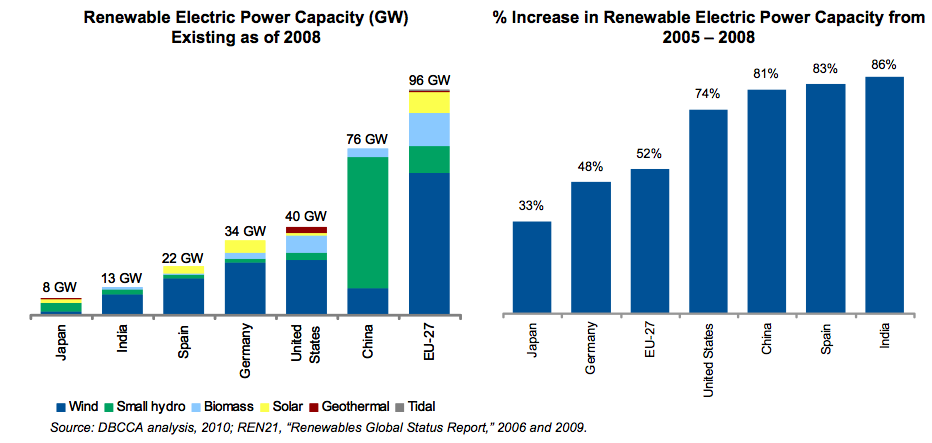 Renewable Electric Power Capacity (GW)
Existing as of 2008
96 GW
76 GW
40 GW
34 GW
22 GW
13 GW
8 GW
Japan
India
Spain
Germany
United
States
China
EU-27
Wind
Small hydro
Biomass
Solar
Geothermal
Tidal
% Increase in Renewable Electric Power Capacity from
2005 – 2008
33%
48%
52%
74%
81%
83%
86%
Japan
Germany
EU-27
United States
China
Spain
India
Source: DBCCA analysis, 2010; REN21, “Renewables Global Status Report,” 2006 and 2009.